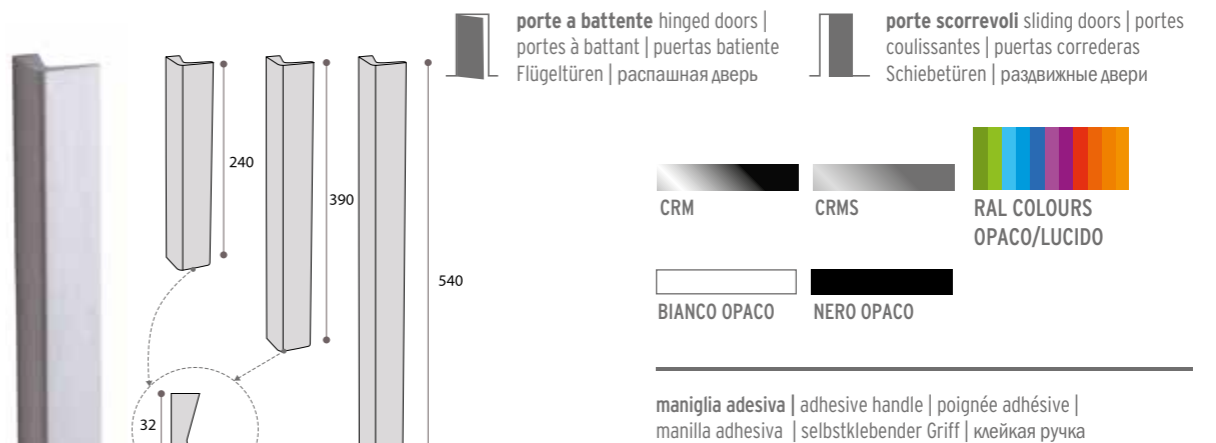 porte a battente hinged doors |
portes à battant | puertas batiente
Flügeltüren | распашная дверь
porte scorrevoli sliding doors | portes
coulissantes | puertas correderas
Schiebetüren | раздвижные двери
240
390
540
32
CRM
CRMS
RAL COLOURS
OPACO/LUCIDO
BIANCO OPACO
NERO OPACO
maniglia adesiva | adhesive handle | poignée adhésive |
manilla adhesiva | selbstklebender Griff | клейкая ручка